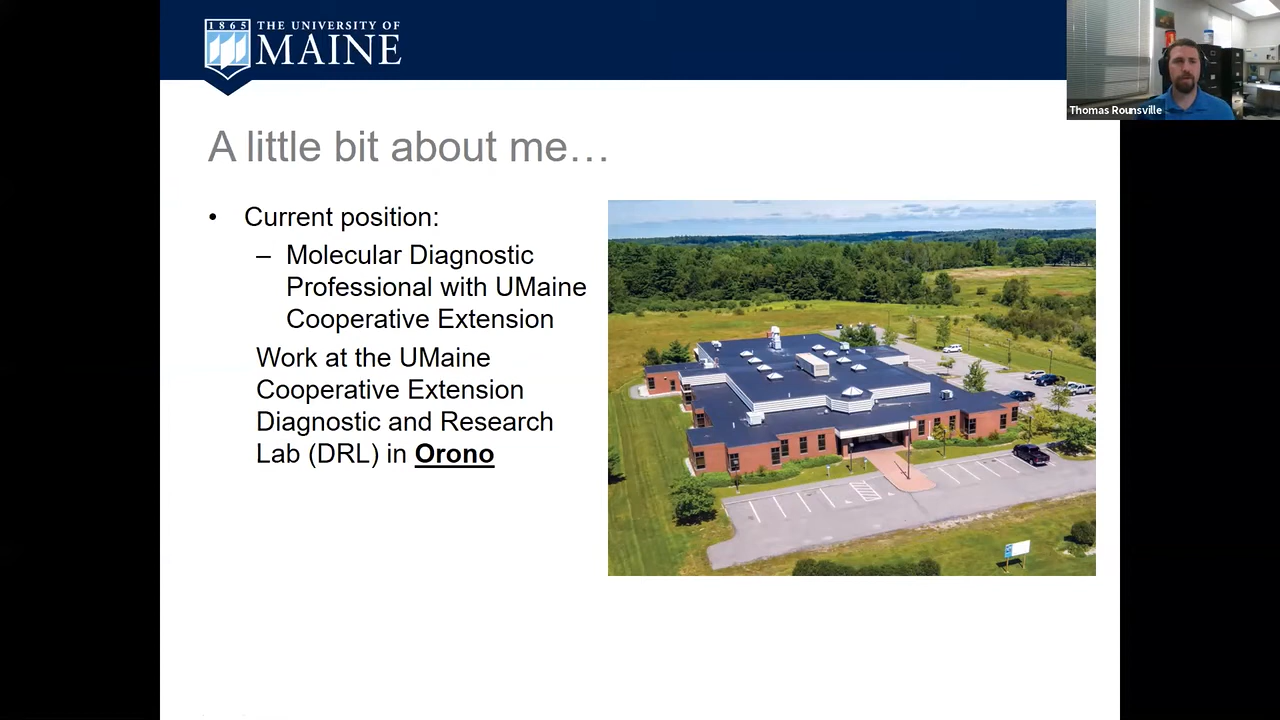 1865
THE UNIVERSITY OF
MAINE
Thomas Rounsville
A little bit about me…
• Current position:
– Molecular Diagnostic
Professional with UMaine
Cooperative Extension
Work at the UMaine
Cooperative Extension
Diagnostic and Research
Lab (DRL) in Orono